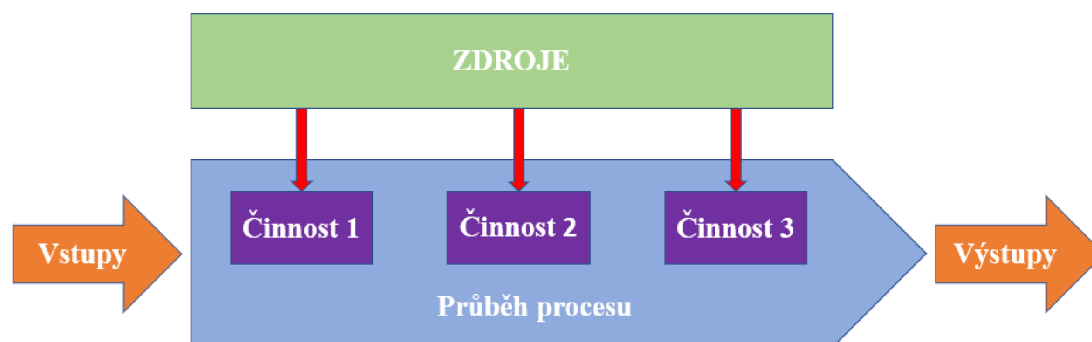 ZDROJE
Činnost 1
Činnost 2
Činnost 3
Vstupy
Výstupy
Průběh procesu